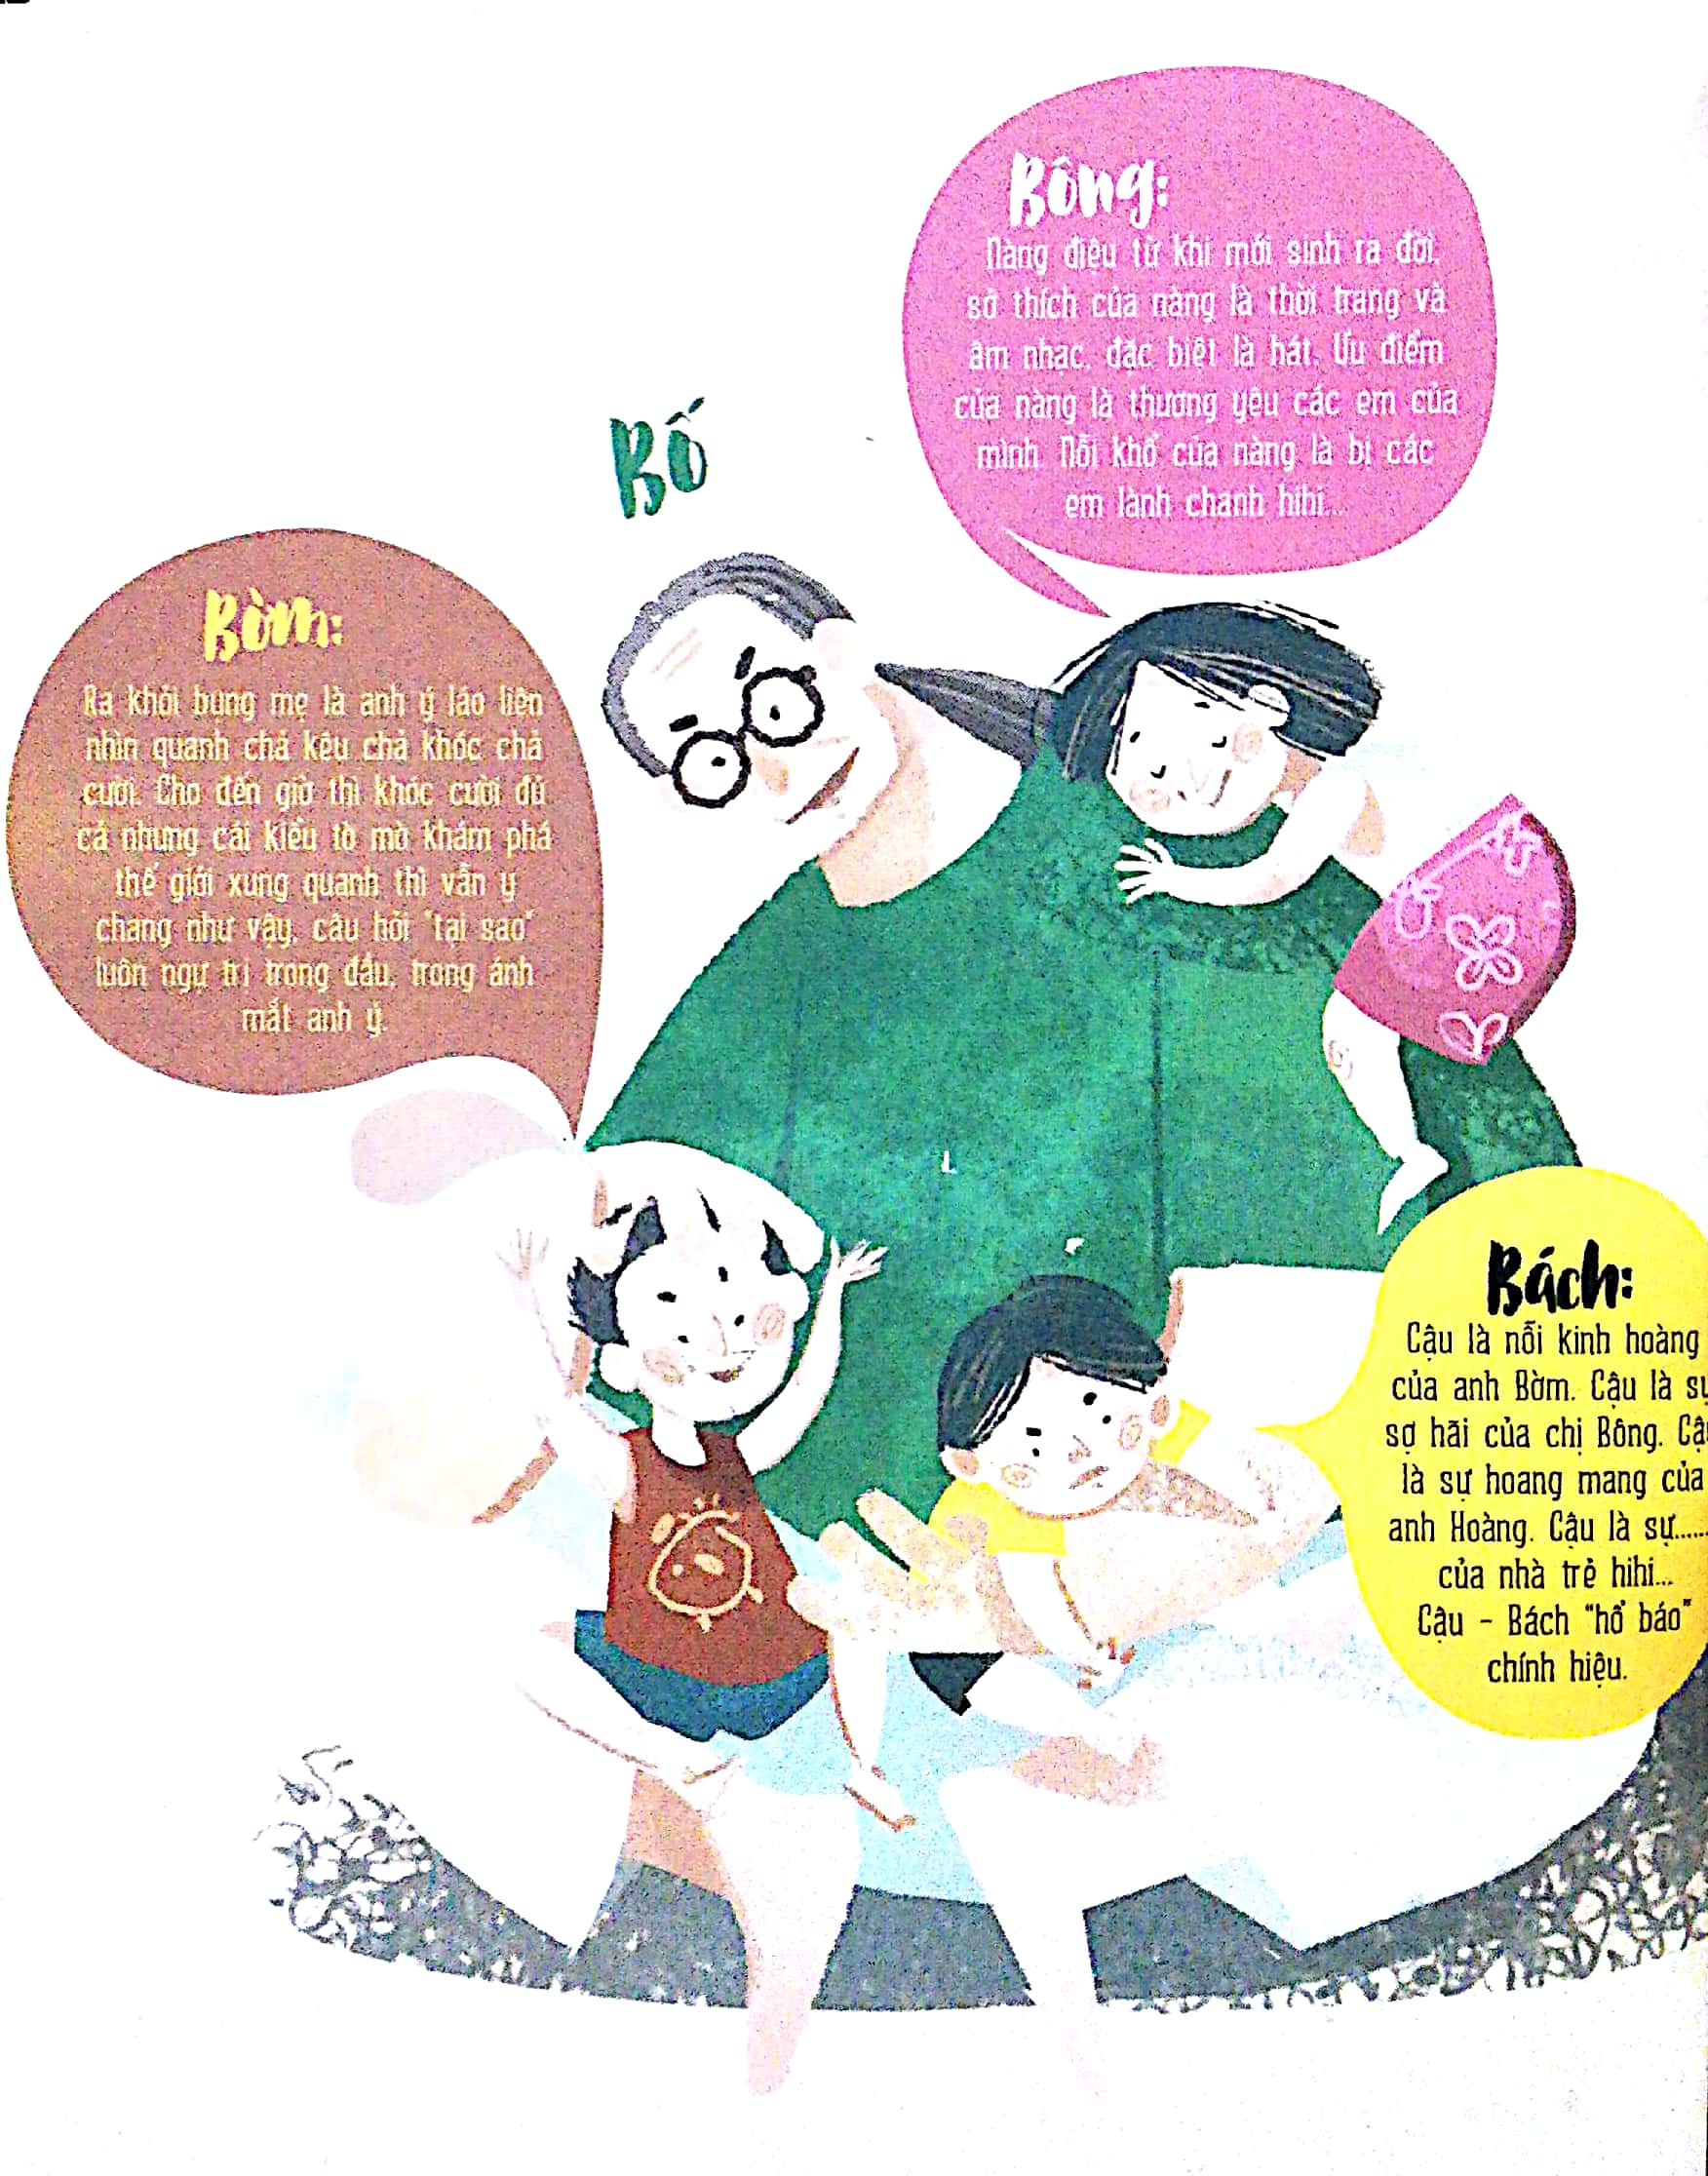 Bông:
Nàng điệu từ khi mới sinh ra đời,
sở thích của nàng là thời trang và
âm nhạc, đặc biệt là hát. Ưu điểm
của nàng là thương yêu các em của
mình. Nỗi khổ của nàng là bị các
em lành chanh hihi...
Bố
Bờm:
Ra khỏi bụng mẹ là anh ý láo liên
nhìn quanh chả kêu chả khóc chả
cười. Cho đến giờ thì khóc cười đủ
cả nhưng cái kiểu tò mò khám phá
thế giới xung quanh thì vẫn y
chang như vậy, câu hỏi "tại sao"
luôn ngự trị trong đầu, trong ánh
mắt anh ý.
Bách:
Cậu là nỗi kinh hoàng
của anh Bờm. Cậu là
sợ hãi của chị Bông.
là sự hoang mang của
anh Hoàng. Cậu là sự......
của nhà trẻ hihi...
Cậu - Bách "hổ báo"
chính hiệu.